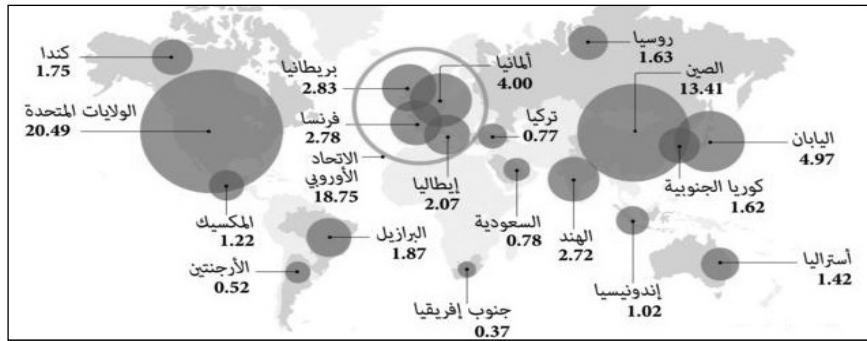 كندا
1.75
الولايات المتحدة
20.49
المكسيك
1.22
الأرجنتين
0.52
البرازيل
1.87
بريطانيا
2.83
فرنسا
2.78
الاتحاد
الأوروبي
18.75
ألمانيا
4.00
إيطاليا
2.07
تركيا
0.77
السعودية
0.78
جنوب إفريقيا
0.37
روسيا
1.63
الصين
13.41
اليابان
4.97
كوريا الجنوبية
1.62
الهند
2.72
إندونيسيا
1.02
أستراليا
1.42